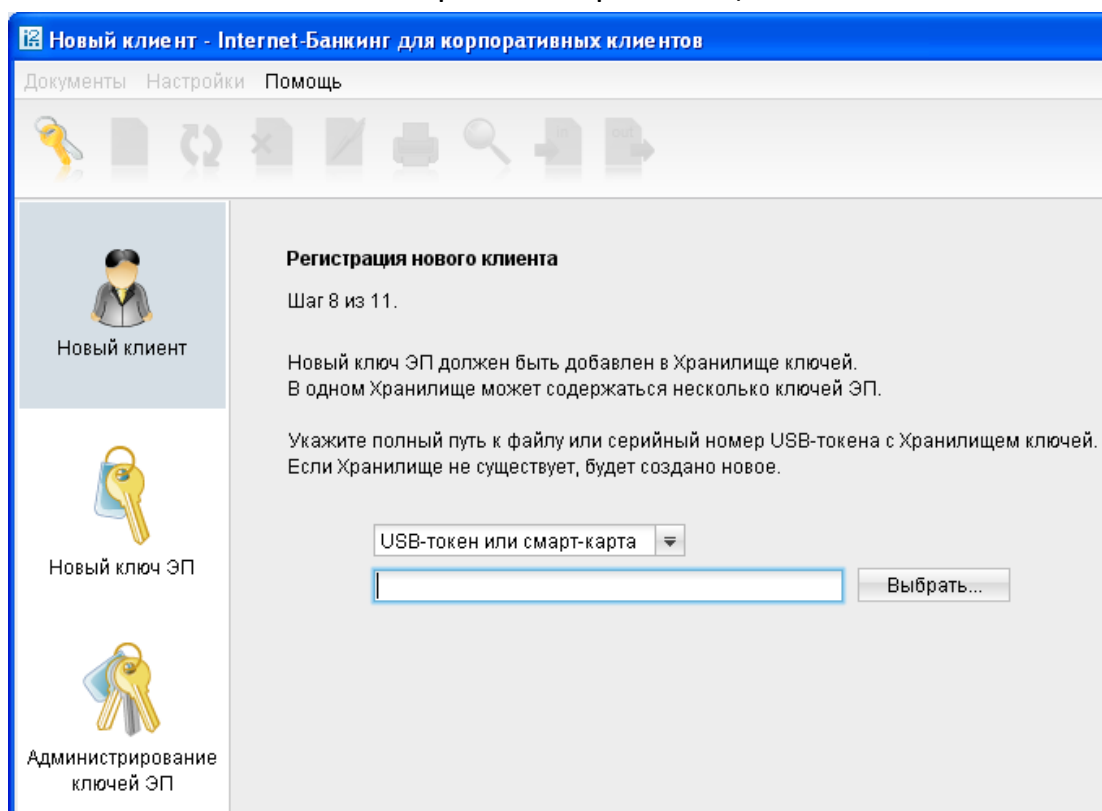 Новый клиент - Internet-Банкинг для корпоративных клиентов
Документы Настройки Помощь
in out
Новый клиент
Новый ключ ЭП
Администрирование
ключей ЭП
Регистрация нового клиента
Шаг 8 из 11.
Новый ключ ЭП должен быть добавлен в Хранилище ключей.
В одном Хранилище может содержаться несколько ключей ЭП.
Укажите полный путь к файлу или серийный номер USB-токена с Хранилищем ключей.
Если Хранилище не существует, будет создано новое.
USB-токен или смарт-карта
Выбрать...